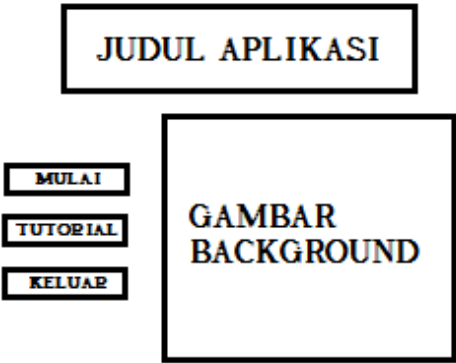 JUDUL APLIKASI
MULAI
TUTORIAL
KELUAR
GAMBAR
BACKGROUND